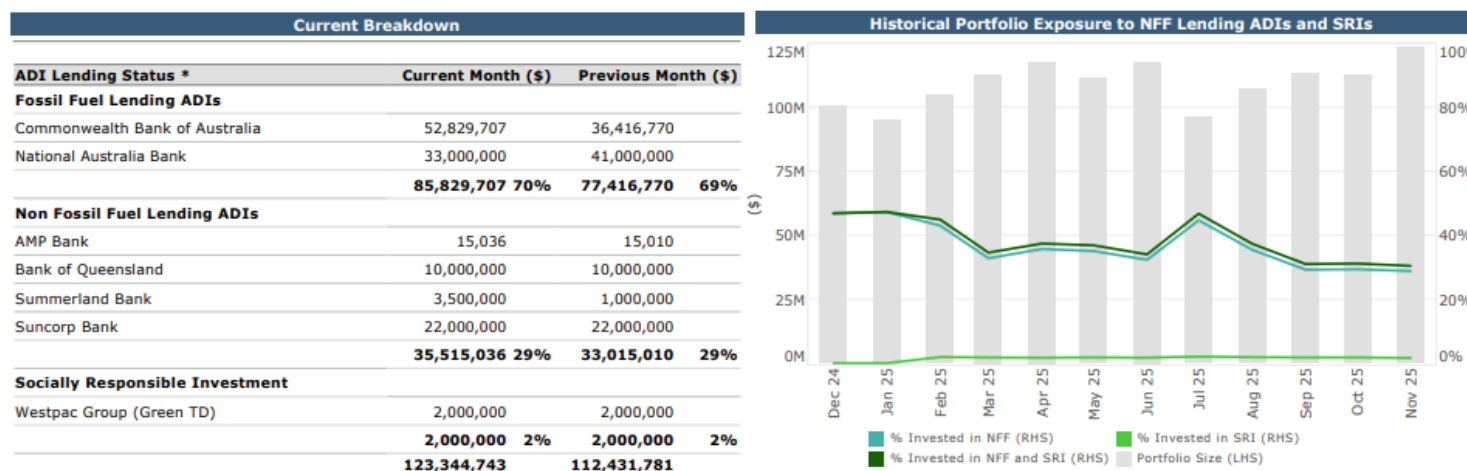 Current Breakdown
ADI Lending Status * Current Month ($) Previous Month ($)
Fossil Fuel Lending ADIs
Commonwealth Bank of Australia 52,829,707 36,416,770
National Australia Bank 33,000,000 41,000,000
85,829,707 70% 77,416,770 69%
Non Fossil Fuel Lending ADIs
AMP Bank 15,036 15,010
Bank of Queensland 10,000,000 10,000,000
Summerland Bank 3,500,000 1,000,000
Suncorp Bank 22,000,000 22,000,000
35,515,036 29% 33,015,010 29%
Socially Responsible Investment
Westpac Group (Green TD) 2,000,000 2,000,000
2,000,000 2% 2,000,000 2%
123,344,743 112,431,781
Historical Portfolio Exposure to NFF Lending ADIs and SRIs
125M 100%
100M 80%
75M 60%
($)
50M 40%
25M 20%
0M 0%
Dec 24 Jan 25 Feb 25 Mar 25 Apr 25 May 25 Jun 25 Jul 25 Aug 25 Sep 25 Oct 25 Nov 25
% Invested in NFF (RHS) % Invested in SRI (RHS)
% Invested in NFF and SRI (RHS) Portfolio Size (LHS)